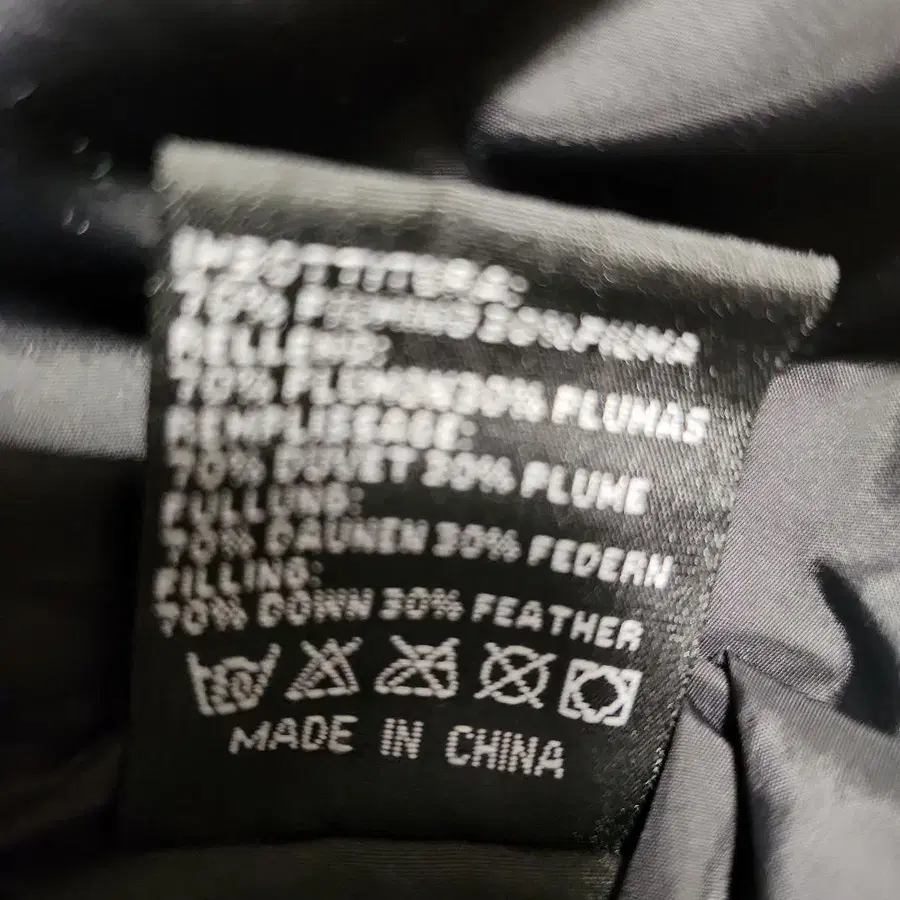 IMBOTTITURA:
70% PIUMINO 30% PIUMA
RELLENO:
70% PLUMON 30% PLUMAS
REMPLISSAGE:
70% DUVET 30% PLUME
FULLUNG:
70% DAUNEN 30% FEDERN
FILLING:
70% DOWN 30% FEATHER
MADE IN CHINA